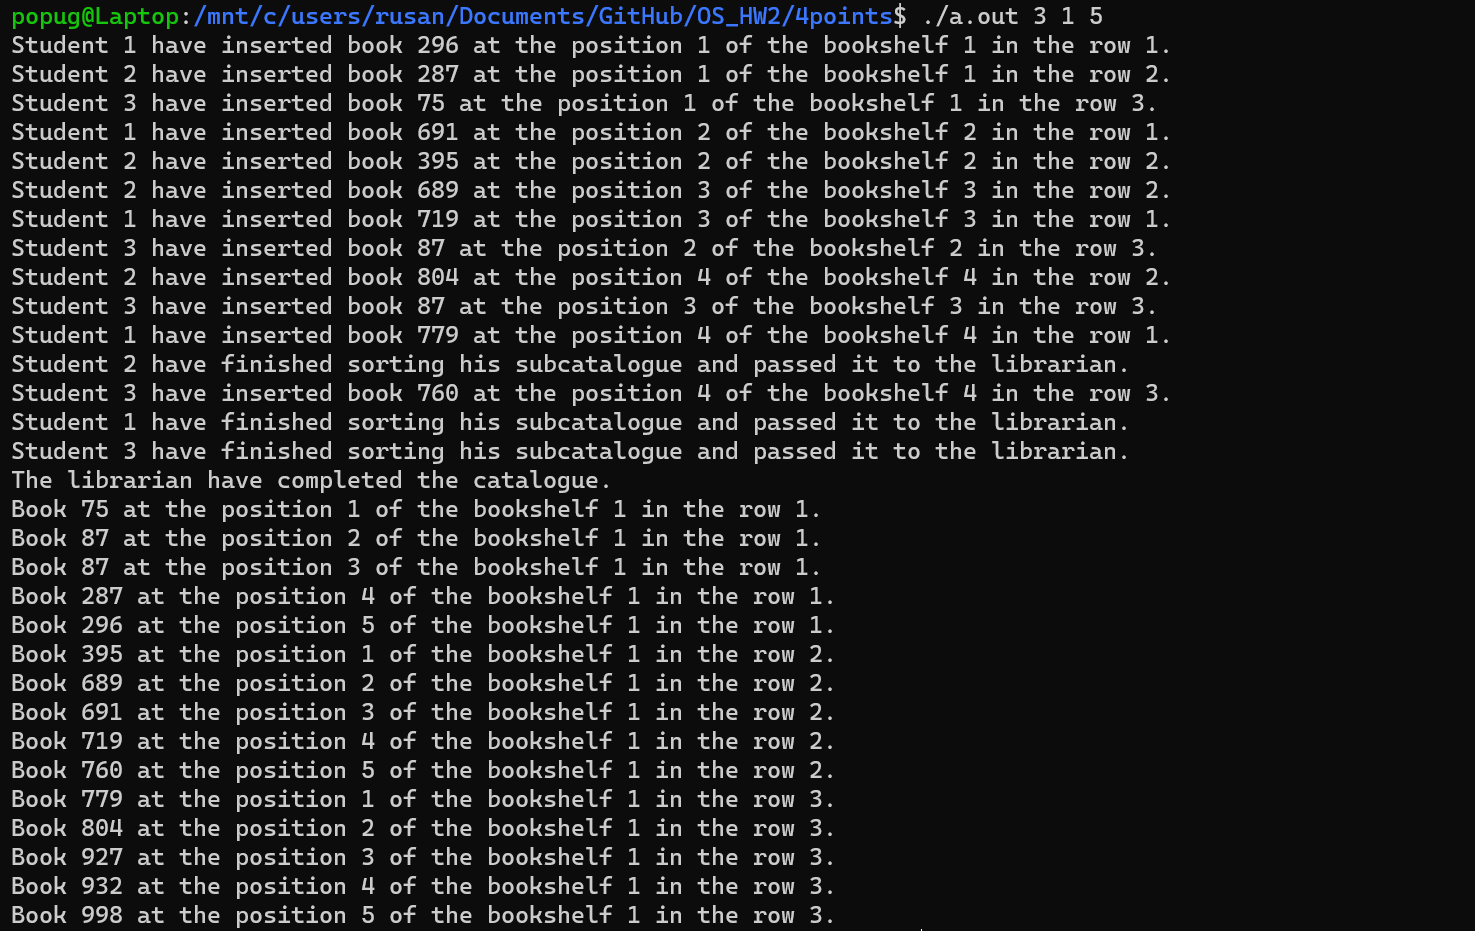 popug@Laptop:/mnt/c/users/rusan/Documents/GitHub/OS_HW2/4points$ ./a.out 3 1 5
Student 1 have inserted book 296 at the position 1 of the bookshelf 1 in the row 1.
Student 2 have inserted book 287 at the position 1 of the bookshelf 1 in the row 2.
Student 3 have inserted book 75 at the position 1 of the bookshelf 1 in the row 3.
Student 1 have inserted book 691 at the position 2 of the bookshelf 2 in the row 1.
Student 2 have inserted book 395 at the position 2 of the bookshelf 2 in the row 2.
Student 2 have inserted book 689 at the position 3 of the bookshelf 3 in the row 2.
Student 1 have inserted book 719 at the position 3 of the bookshelf 3 in the row 1.
Student 3 have inserted book 87 at the position 2 of the bookshelf 2 in the row 3.
Student 2 have inserted book 804 at the position 4 of the bookshelf 4 in the row 2.
Student 3 have inserted book 87 at the position 3 of the bookshelf 3 in the row 3.
Student 1 have inserted book 779 at the position 4 of the bookshelf 4 in the row 1.
Student 2 have finished sorting his subcatalogue and passed it to the librarian.
Student 3 have inserted book 760 at the position 4 of the bookshelf 4 in the row 3.
Student 1 have finished sorting his subcatalogue and passed it to the librarian.
Student 3 have finished sorting his subcatalogue and passed it to the librarian.
The librarian have completed the catalogue.
Book 75 at the position 1 of the bookshelf 1 in the row 1.
Book 87 at the position 2 of the bookshelf 1 in the row 1.
Book 87 at the position 3 of the bookshelf 1 in the row 1.
Book 287 at the position 4 of the bookshelf 1 in the row 1.
Book 296 at the position 5 of the bookshelf 1 in the row 1.
Book 395 at the position 1 of the bookshelf 1 in the row 2.
Book 689 at the position 2 of the bookshelf 1 in the row 2.
Book 691 at the position 3 of the bookshelf 1 in the row 2.
Book 719 at the position 4 of the bookshelf 1 in the row 2.
Book 760 at the position 5 of the bookshelf 1 in the row 2.
Book 779 at the position 1 of the bookshelf 1 in the row 3.
Book 804 at the position 2 of the bookshelf 1 in the row 3.
Book 927 at the position 3 of the bookshelf 1 in the row 3.
Book 932 at the position 4 of the bookshelf 1 in the row 3.
Book 998 at the position 5 of the bookshelf 1 in the row 3.